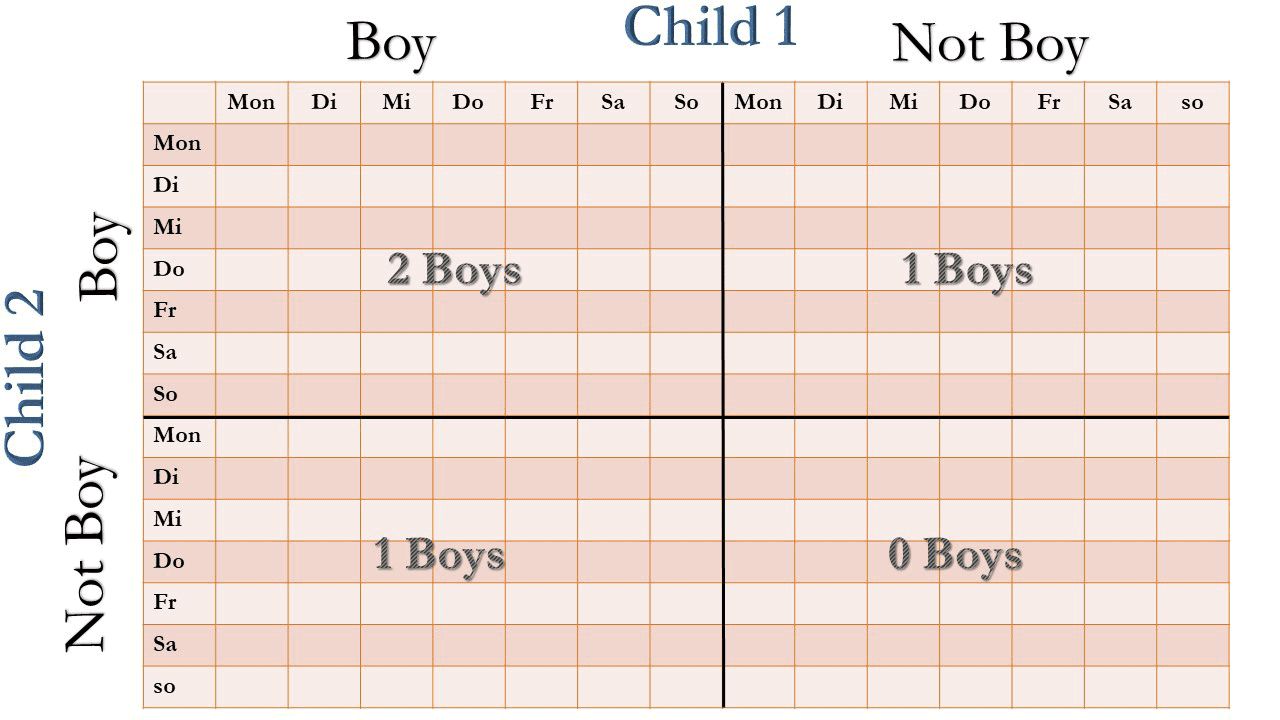 Child 1
Boy Not Boy
Mon Di Mi Do Fr Sa So Mon Di Mi Do Fr Sa so
Child 2
Boy
Mon
Di
Mi
Do 2 Boys 1 Boys
Fr
Sa
So
Not Boy
Mon
Di
Mi
Do 1 Boys 0 Boys
Fr
Sa
so